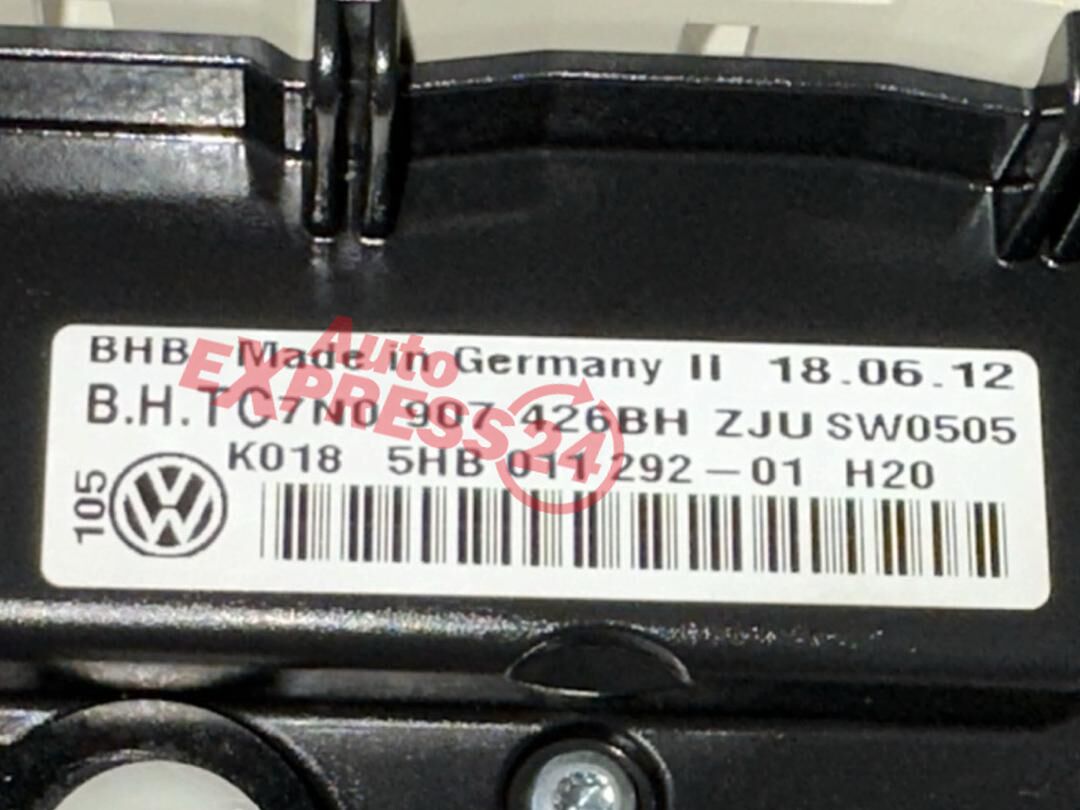 BHB Made in Germany II 18.06.12
B.H.TC7N0 907 426BH ZJU SW0505
K018 5HB 011 292-01 H20
105
Auto
EXPRESS24